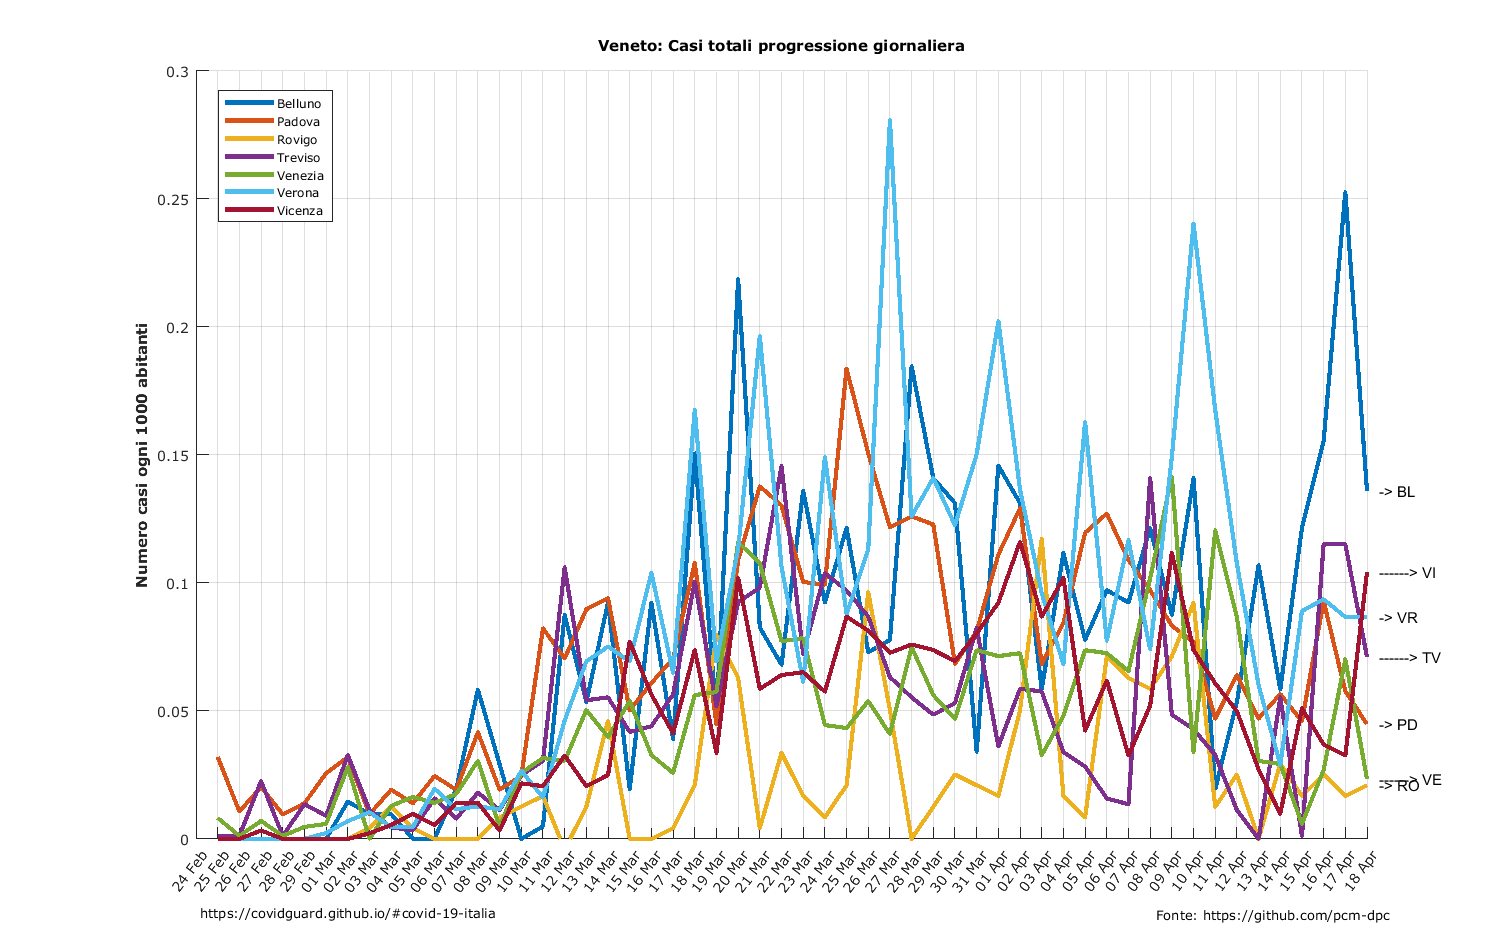 Veneto: Casi totali progressione giornaliera
Numero casi ogni 1000 abitanti
0.3
0.25
0.2
0.15
0.1
0.05
0
Belluno
Padova
Rovigo
Treviso
Venezia
Verona
Vicenza
-> BL
------> VI
-> VR
------> TV
-> PD
------> VE
-> RO
24 Feb
25 Feb
26 Feb
27 Feb
28 Feb
29 Feb
01 Mar
02 Mar
03 Mar
04 Mar
05 Mar
06 Mar
07 Mar
08 Mar
09 Mar
10 Mar
11 Mar
12 Mar
13 Mar
14 Mar
15 Mar
16 Mar
17 Mar
18 Mar
19 Mar
20 Mar
21 Mar
22 Mar
23 Mar
24 Mar
25 Mar
26 Mar
27 Mar
28 Mar
29 Mar
30 Mar
31 Mar
01 Apr
02 Apr
03 Apr
04 Apr
05 Apr
06 Apr
07 Apr
08 Apr
09 Apr
10 Apr
11 Apr
12 Apr
13 Apr
14 Apr
15 Apr
16 Apr
17 Apr
18 Apr
https://covidguard.github.io/#covid-19-italia
Fonte: https://github.com/pcm-dpc